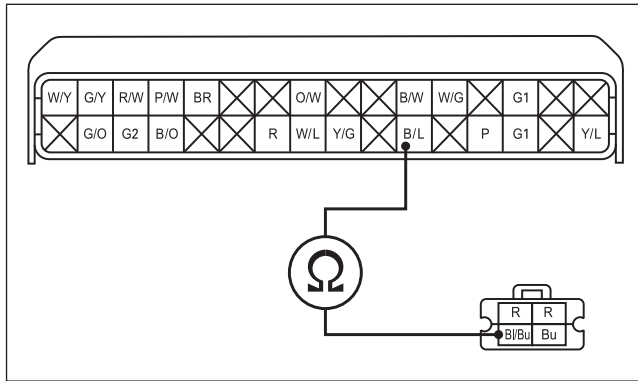 W/Y G/Y R/W P/W BR O/W B/W W/G G1
G/O G2 B/O R W/L Y/G B/L P G1 Y/L
Ω
R R
Bl/Bu Bu